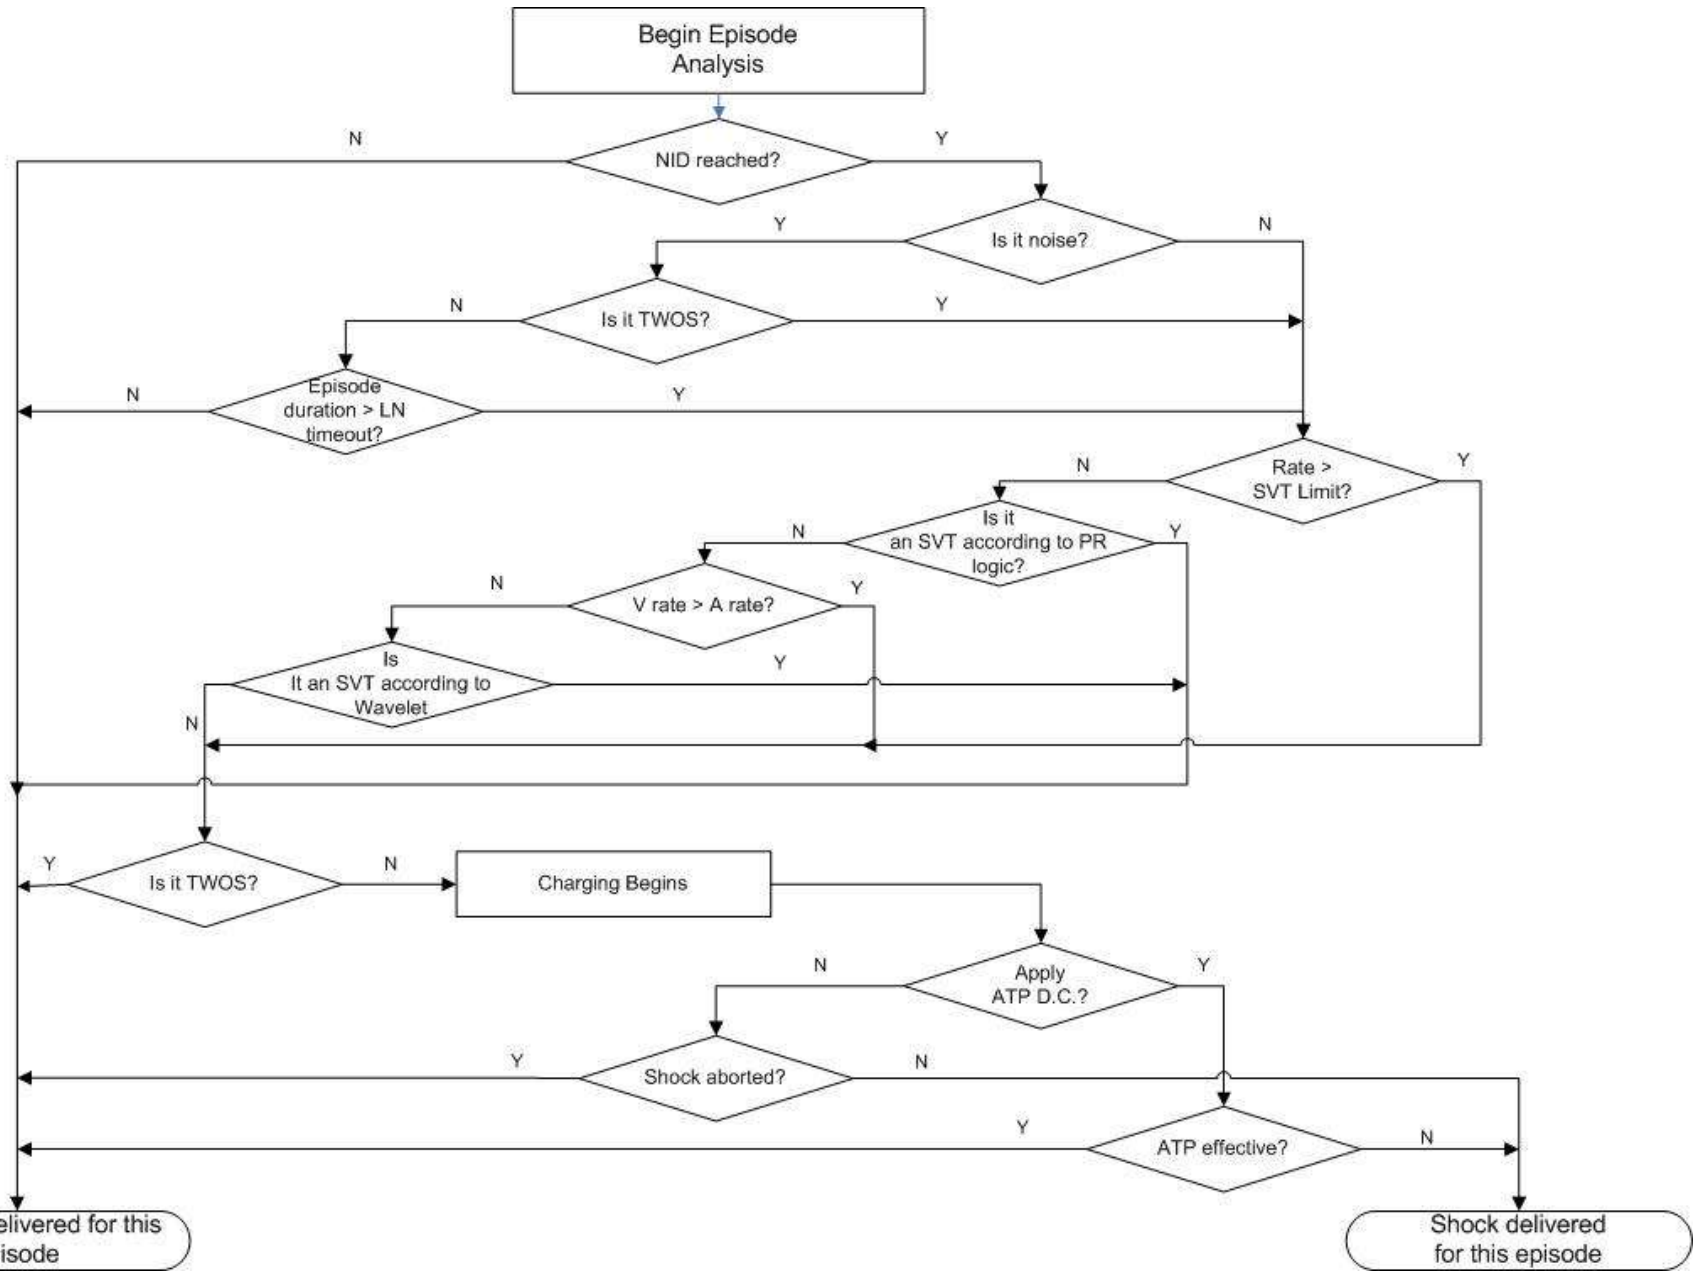 Begin Episode
Analysis
N
Y
NID reached?
Y
N
Is it noise?
N
Y
Is it TWOS?
N
Y
Episode
duration > LN
timeout?
N
Y
Rate >
SVT Limit?
N
Y
Is it
an SVT according to PR
logic?
N
Y
V rate > A rate?
Y
Is
It an SVT according to
Wavelet
N
Y
N
Is it TWOS?
Charging Begins
N
Y
Apply
ATP D.C.?
Y
N
Shock aborted?
Y
N
ATP effective?
elivered for this
isode
Shock delivered
for this episode